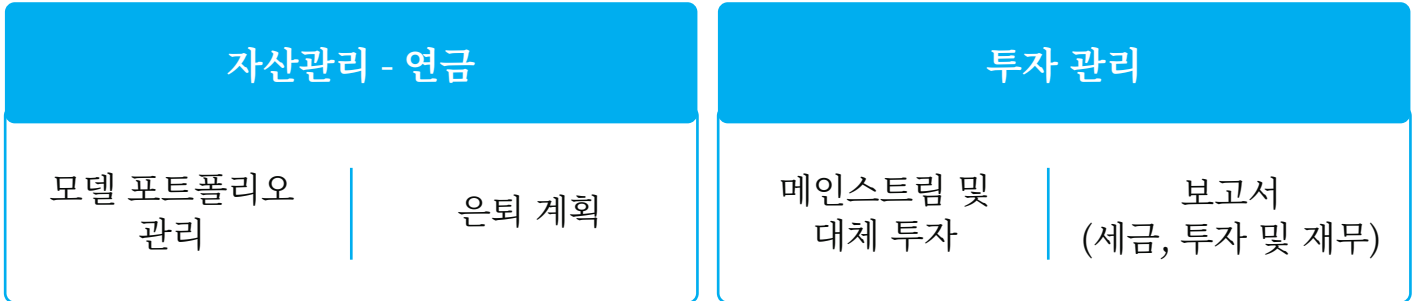 자산관리 - 연금
모델 포트폴리오
관리
은퇴 계획
투자 관리
메인스트림 및
대체 투자
보고서
(세금, 투자 및 재무)